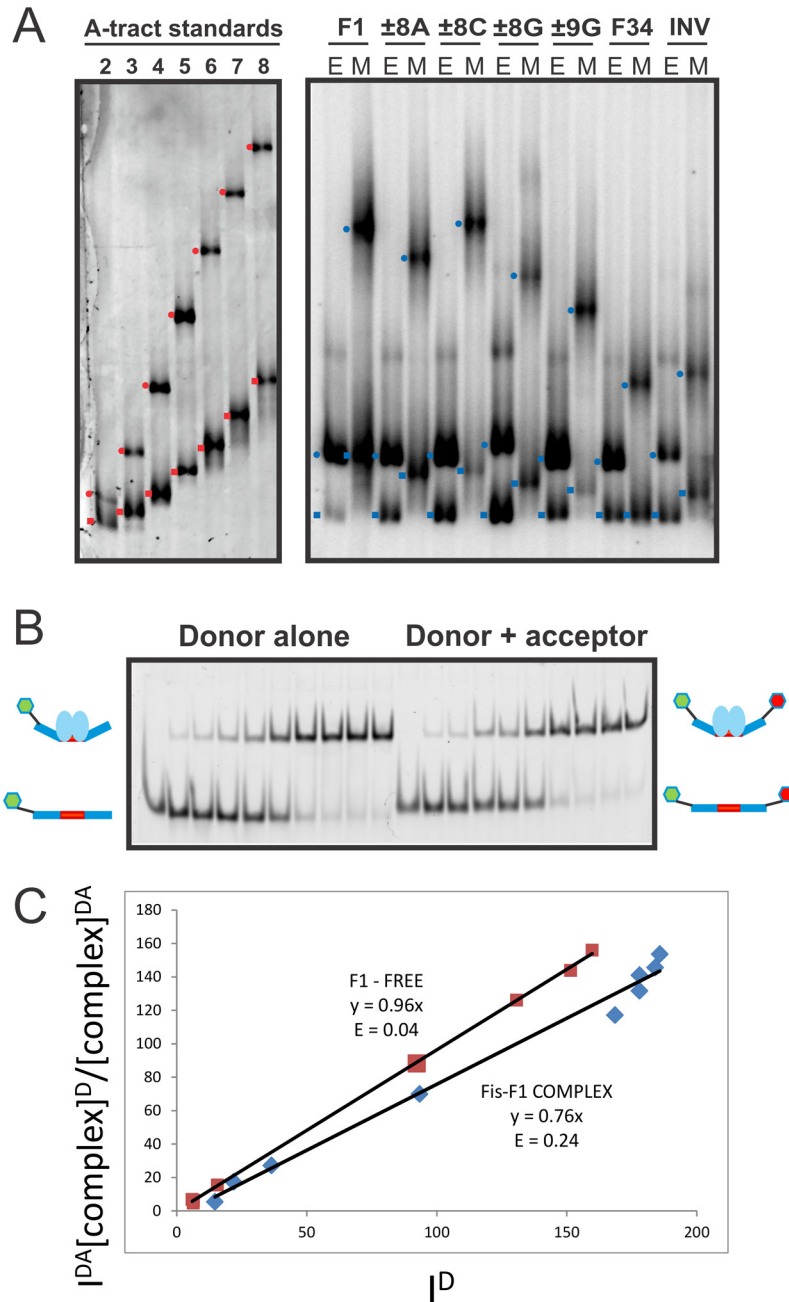 A
A-tract standards
2 3 4 5 6 7 8
F1 ±8A ±8C ±8G ±9G F34 INV
E M E M E M E M E M E M E M
B
Donor alone Donor + acceptor
C
I^DA[complex]^D/[complex]^DA
180
160
140
120
100
80
60
40
20
0
F1 - FREE
y = 0.96x
E = 0.04
Fis-F1 COMPLEX
y = 0.76x
E = 0.24
0 50 100 150 200
I^D